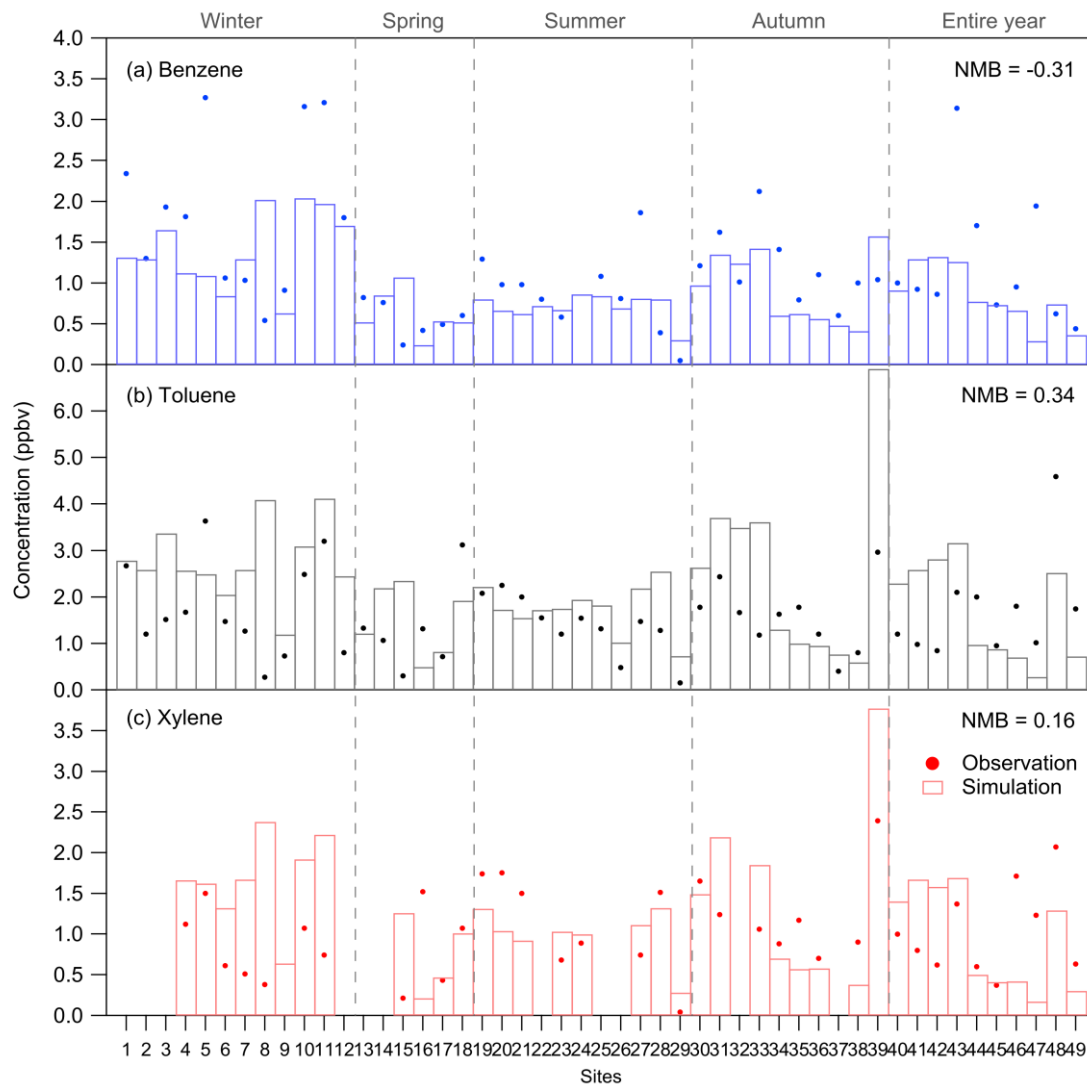 Winter Spring Summer Autumn Entire year
(a) Benzene NMB = -0.31
4.0
3.5
3.0
2.5
2.0
1.5
1.0
0.5
0.0
(b) Toluene NMB = 0.34
6.0
5.0
4.0
3.0
2.0
1.0
0.0
Concentration (ppbv)
(c) Xylene NMB = 0.16
Observation
Simulation
3.5
3.0
2.5
2.0
1.5
1.0
0.5
0.0
1 2 3 4 5 6 7 8 9 10 11 12 13 14 15 16 17 18 19 20 21 22 23 24 25 26 27 28 29 30 31 32 33 34 35 36 37 38 39 40 41 42 43 44 45 46 47 48 49
Sites